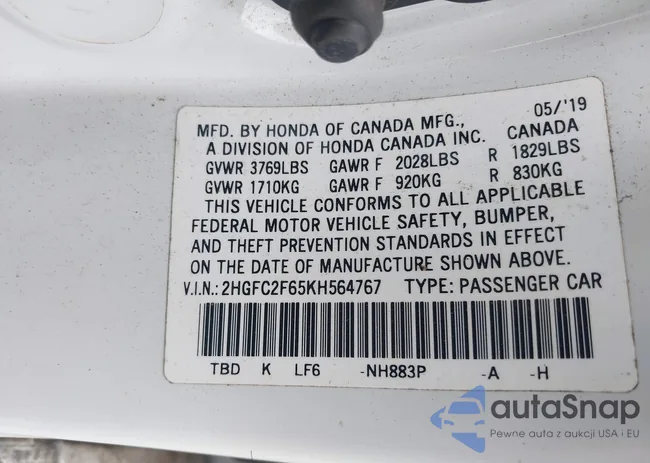 05/'19
MFD. BY HONDA OF CANADA MFG.,
A DIVISION OF HONDA CANADA INC. CANADA
GVWR 3769LBS GAWR F 2028LBS R 1829LBS
GVWR 1710KG GAWR F 920KG R 830KG
THIS VEHICLE CONFORMS TO ALL APPLICABLE
FEDERAL MOTOR VEHICLE SAFETY, BUMPER,
AND THEFT PREVENTION STANDARDS IN EFFECT
ON THE DATE OF MANUFACTURE SHOWN ABOVE.
V.I.N.: 2HGFC2F65KH564767 TYPE: PASSENGER CAR
TBD K LF6 -NH883P -A -H
autoSnap
Pewne auta z aukcji USA i EU